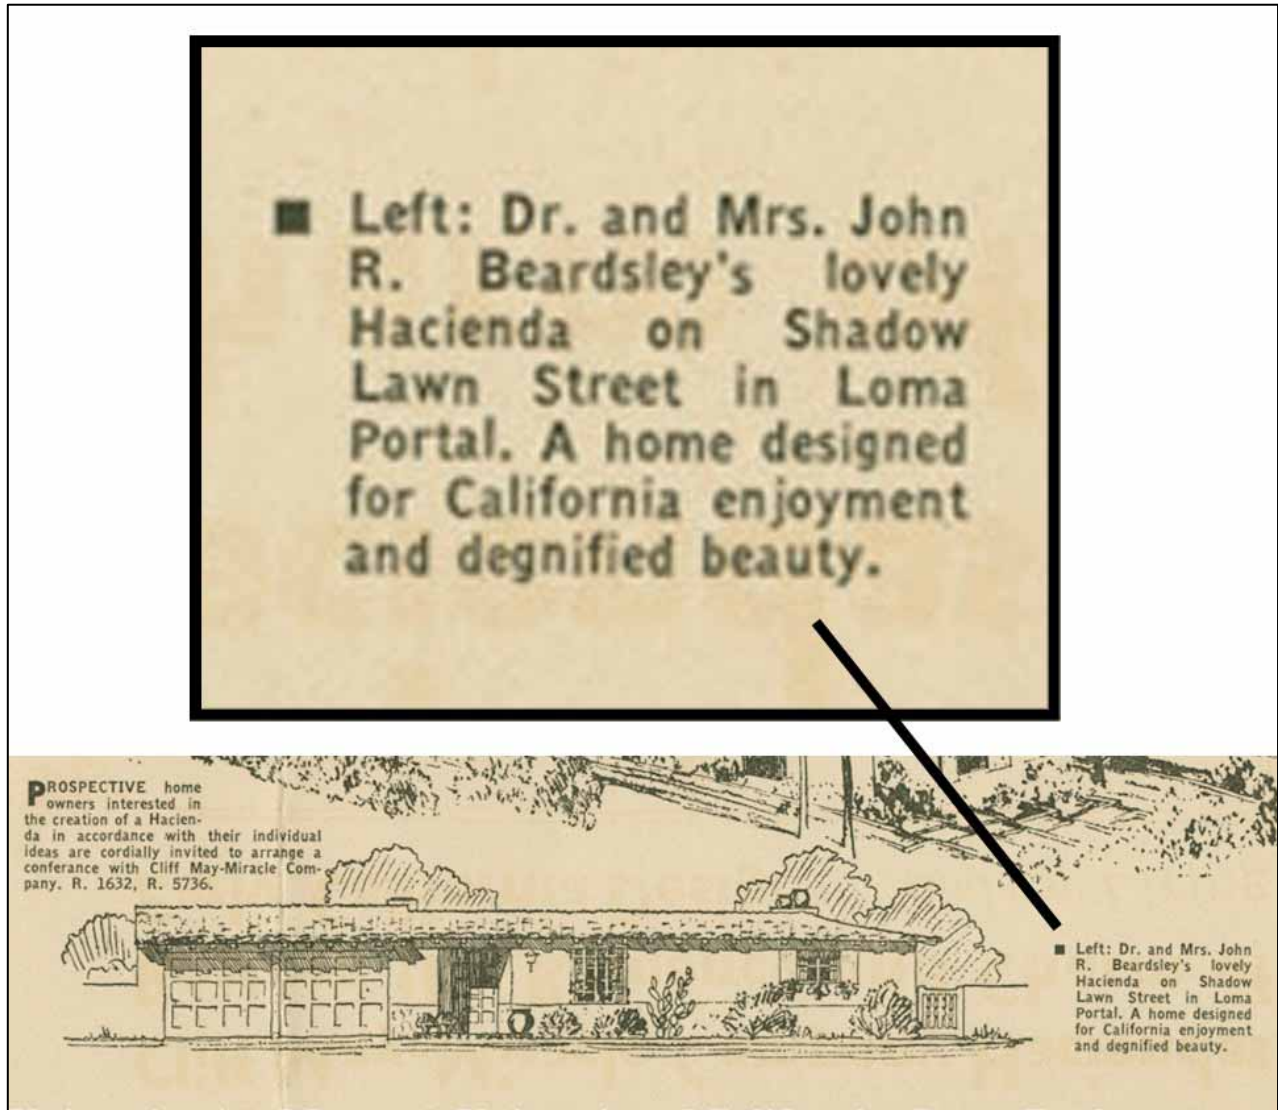 ■ Left: Dr. and Mrs. John
R. Beardsley's lovely
Hacienda on Shadow
Lawn Street in Loma
Portal. A home designed
for California enjoyment
and degnified beauty.
PROSPECTIVE home
owners interested in
the creation of a Hacien-
da in accordance with their individual
ideas are cordially invited to arrange a
conferance with Cliff May-Miracle Com-
pany. R. 1632, R. 5736.
■ Left: Dr. and Mrs. John
R. Beardsley's lovely
Hacienda on Shadow
Lawn Street in Loma
Portal. A home designed
for California enjoyment
and degnified beauty.